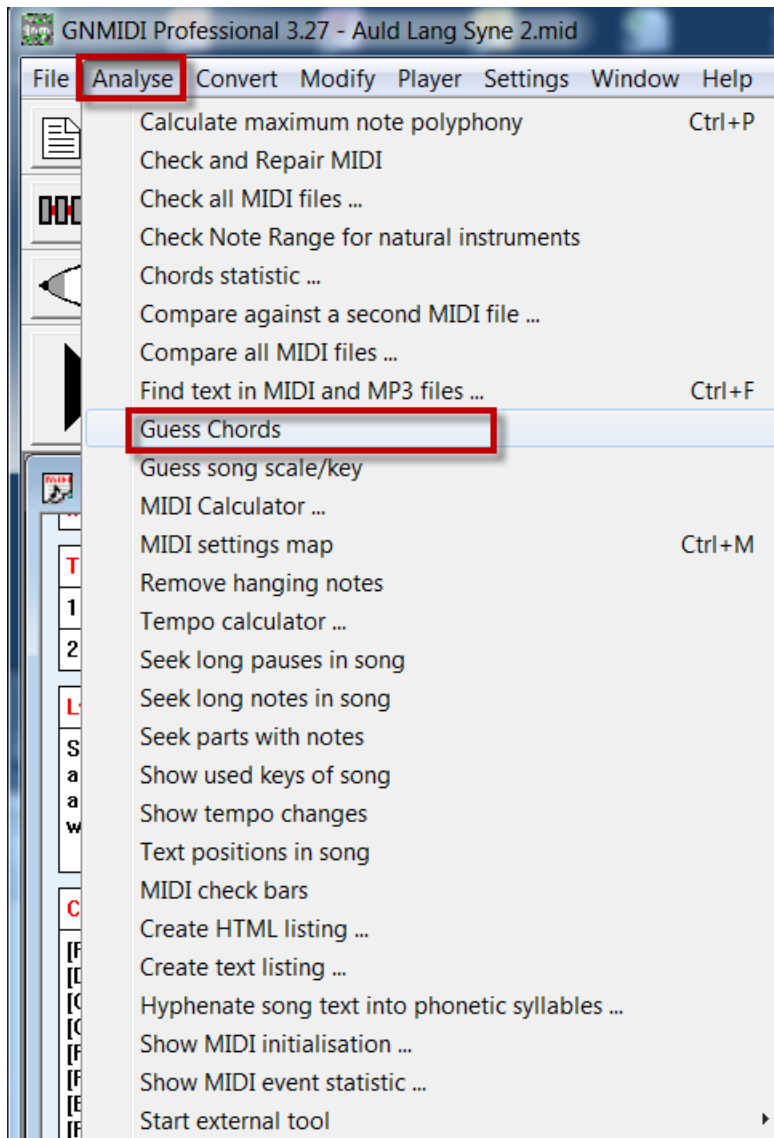 GNMIDI Professional 3.27 - Auld Lang Syne 2.mid
File Analyse Convert Modify Player Settings Window Help
Calculate maximum note polyphony Ctrl+P
Check and Repair MIDI
Check all MIDI files ...
Check Note Range for natural instruments
Chords statistic ...
Compare against a second MIDI file ...
Compare all MIDI files ...
Find text in MIDI and MP3 files ... Ctrl+F
Guess Chords
Guess song scale/key
MIDI Calculator ...
MIDI settings map Ctrl+M
Remove hanging notes
T
1
Tempo calculator ...
2
Seek long pauses in song
L
Seek long notes in song
S
Seek parts with notes
a
Show used keys of song
a
Show tempo changes
w
Text positions in song
MIDI check bars
C
Create HTML listing ...
Create text listing ...
Hyphenate song text into phonetic syllables ...
Show MIDI initialisation ...
Show MIDI event statistic ...
Start external tool